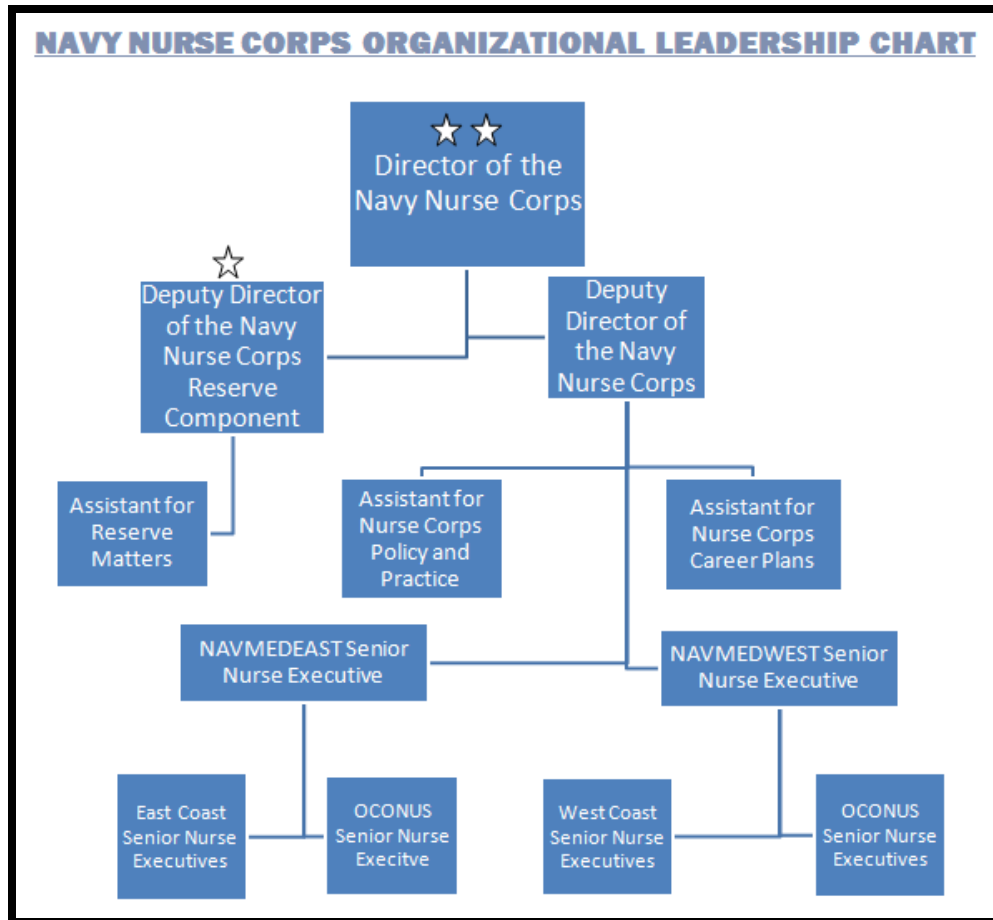 NAVY NURSE CORPS ORGANIZATIONAL LEADERSHIP CHART
Director of the
Navy Nurse Corps
Deputy Director
of the Navy
Nurse Corps
Reserve
Component
Deputy
Director of
the Navy
Nurse Corps
Assistant for
Reserve
Matters
Assistant for
Nurse Corps
Policy and
Practice
Assistant for
Nurse Corps
Career Plans
NAVMEDEAST Senior
Nurse Executive
NAVMEDWEST Senior
Nurse Executive
East Coast
Senior Nurse
Executives
OCONUS
Senior Nurse
Execitve
West Coast
Senior Nurse
Executives
OCONUS
Senior Nurse
Executives